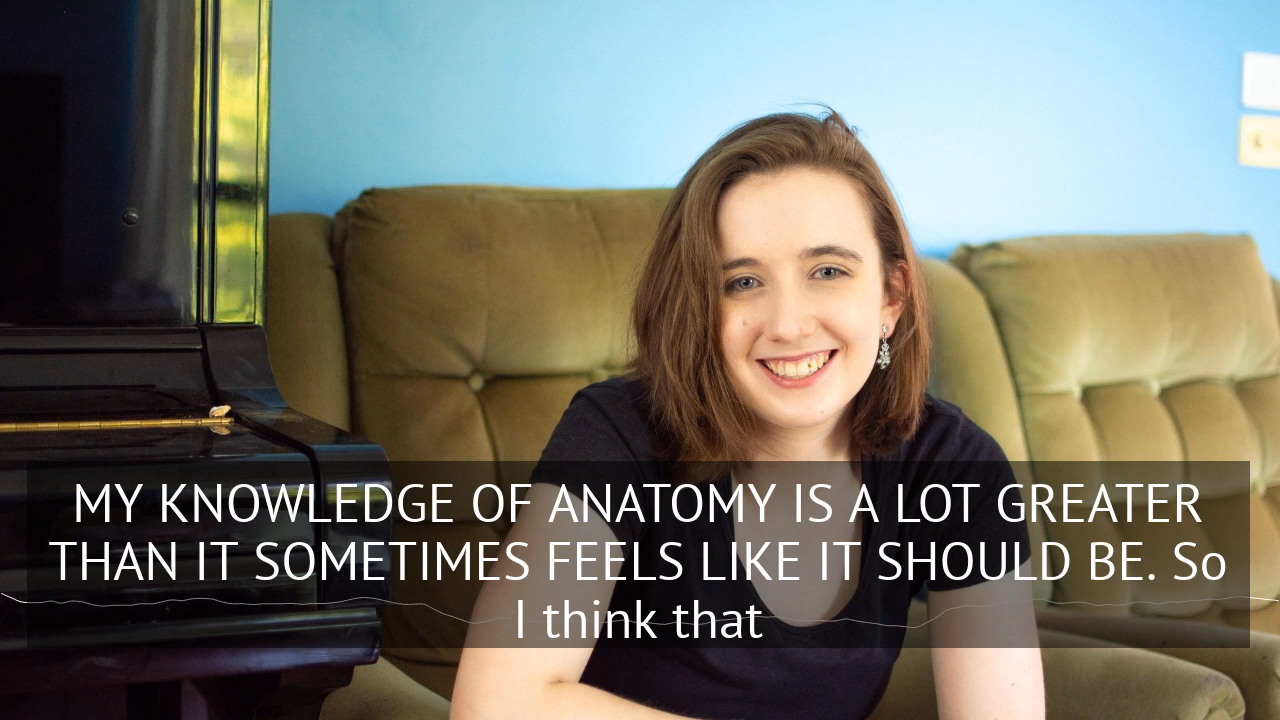 MY KNOWLEDGE OF ANATOMY IS A LOT GREATER
THAN IT SOMETIMES FEELS LIKE IT SHOULD BE. So
I think that